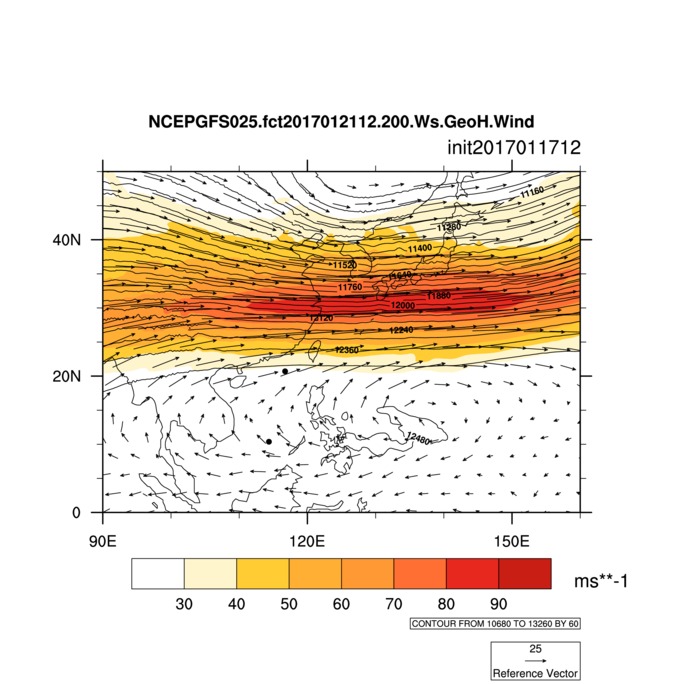 NCEPGFS025.fct2017012112.200.Ws.GeoH.Wind
init2017011712
11160
11280
40N
11400
11520
11640
11760
11880
12000
12120
12240
12360
20N
12480
0
90E 120E 150E
ms**-1
30 40 50 60 70 80 90
CONTOUR FROM 10680 TO 13260 BY 60
25
Reference Vector